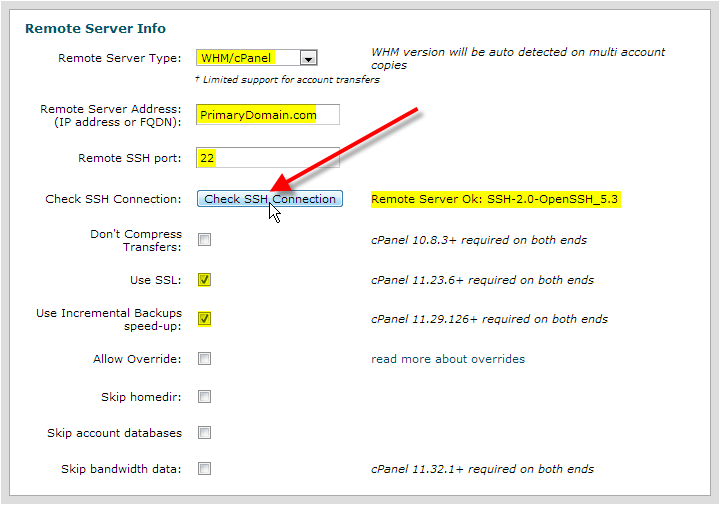 Remote Server Info
Remote Server Type: WHM/cPanel WHM version will be auto detected on multi account
copies
† Limited support for account transfers
Remote Server Address:
(IP address or FQDN): PrimaryDomain.com
Remote SSH port: 22
Check SSH Connection: Check SSH Connection Remote Server Ok: SSH-2.0-OpenSSH_5.3
Don't Compress
Transfers: cPanel 10.8.3+ required on both ends
Use SSL: cPanel 11.23.6+ required on both ends
Use Incremental Backups
speed-up: cPanel 11.29.126+ required on both ends
Allow Override: read more about overrides
Skip homedir:
Skip account databases
Skip bandwidth data: cPanel 11.32.1+ required on both ends